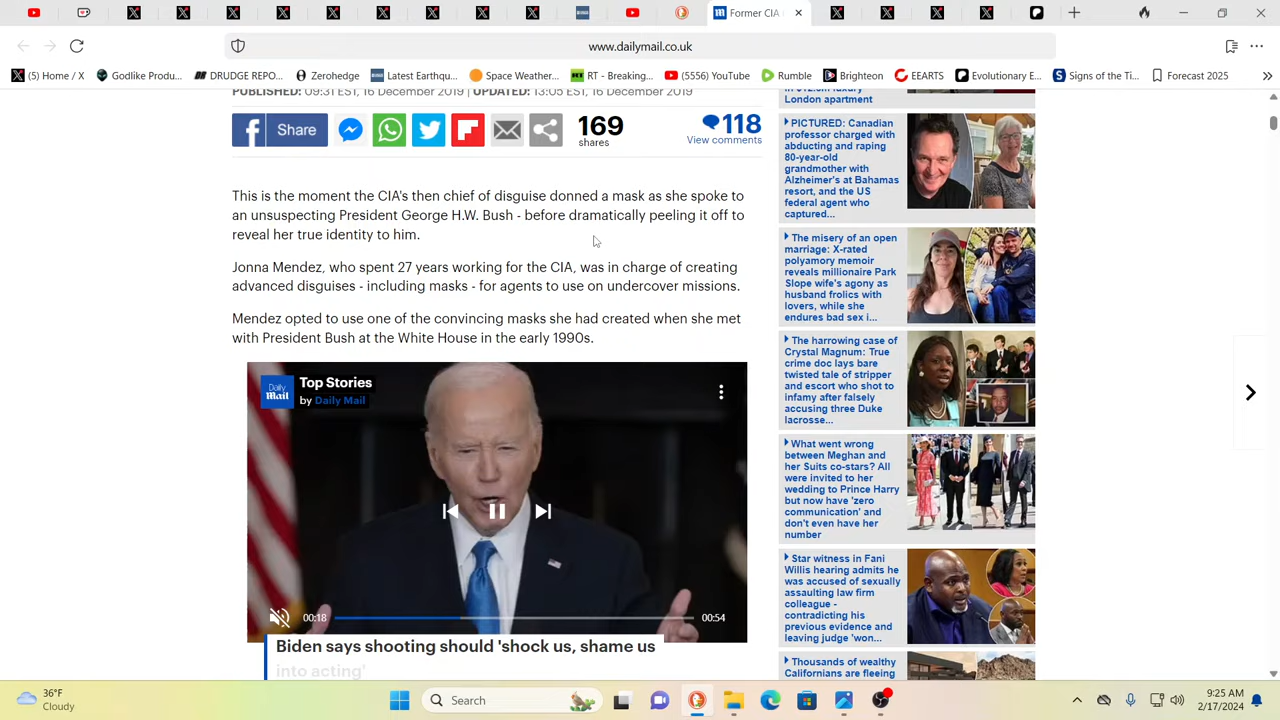 Former CIA
www.dailymail.co.uk
(5) Home / X
Godlike Produ...
DRUDGE REPO...
Zerohedge
Latest Earthqu...
Space Weather...
RT - Breaking...
(5556) YouTube
Rumble
Brighteon
EEARTS
Evolutionary E...
Signs of the Ti...
Forecast 2025
PUBLISHED: 09:31 EST, 16 December 2019 | UPDATED: 13:05 EST, 16 December 2019
Share
169
shares
118
View comments
This is the moment the CIA's then chief of disguise donned a mask as she spoke to
an unsuspecting President George H.W. Bush - before dramatically peeling it off to
reveal her true identity to him.
Jonna Mendez, who spent 27 years working for the CIA, was in charge of creating
advanced disguises - including masks - for agents to use on undercover missions.
Mendez opted to use one of the convincing masks she had created when she met
with President Bush at the White House in the early 1990s.
Daily
Mail
Top Stories
by Daily Mail
00:18
00:54
Biden says shooting should 'shock us, shame us
into acting'
in $12.6m luxury
London apartment
PICTURED: Canadian
professor charged with
abducting and raping
80-year-old
grandmother with
Alzheimer's at Bahamas
resort, and the US
federal agent who
captured...
The misery of an open
marriage: X-rated
polyamory memoir
reveals millionaire Park
Slope wife's agony as
husband frolics with
lovers, while she
endures bad sex i...
The harrowing case of
Crystal Magnum: True
crime doc lays bare
twisted tale of stripper
and escort who shot to
infamy after falsely
accusing three Duke
lacrosse...
What went wrong
between Meghan and
her Suits co-stars? All
were invited to her
wedding to Prince Harry
but now have 'zero
communication' and
don't even have her
number
Star witness in Fani
Willis hearing admits he
was accused of sexually
assaulting law firm
colleague -
contradicting his
previous evidence and
leaving judge 'won...
Thousands of wealthy
Californians are fleeing
36°F
Cloudy
Search
9:25 AM
2/17/2024